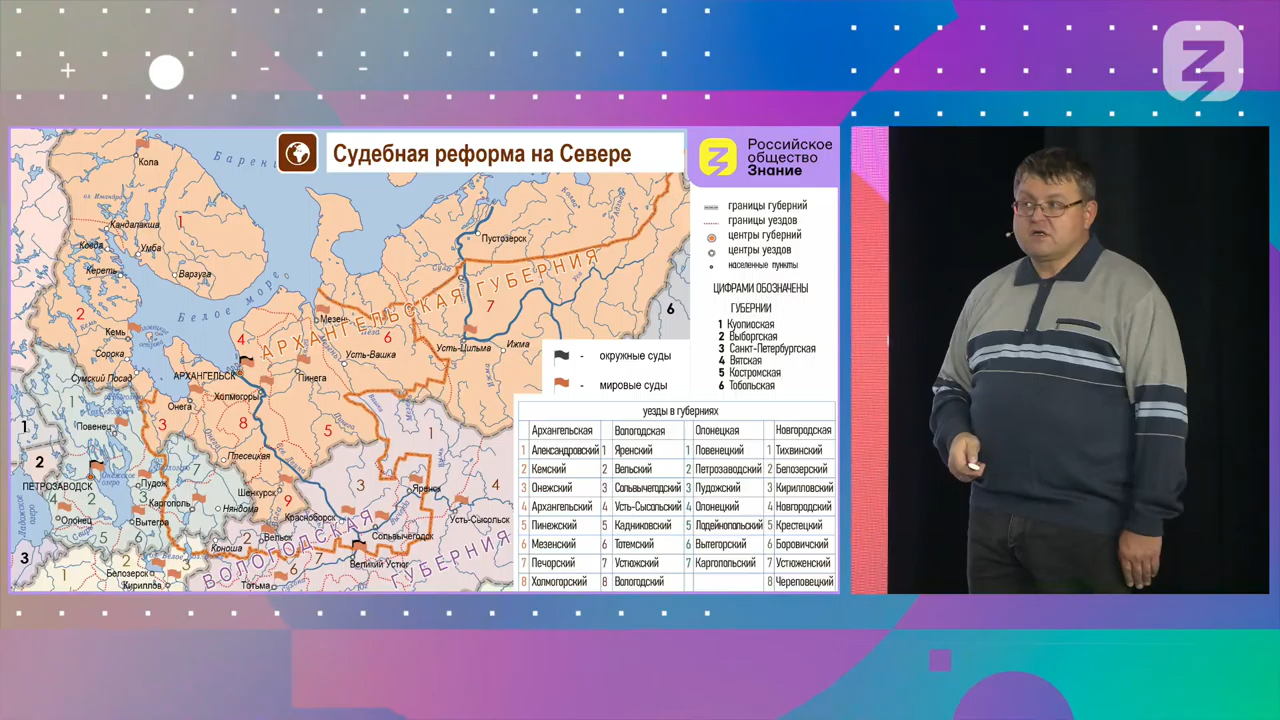 Судебная реформа на Севере
Российское
общество
Знание
границы губерний
границы уездов
центры губерний
центры уездов
населенные пункты
ЦИФРАМИ ОБОЗНАЧЕНЫ
ГУБЕРНИИ
1 Куопиоская
2 Выборгская
3 Санкт-Петербургская
4 Вятская
5 Костромская
6 Тобольская
- окружные суды
- мировые суды
уезды в губерниях
Архангельская Вологодская Олонецкая Новгородская
1 Александровский 1 Яренский 1 Повенецкий 1 Тихвинский
2 Кемский 2 Вельский 2 Петрозаводский 2 Белозерский
3 Онежский 3 Сольвычегодский 3 Пудожский 3 Кирилловский
4 Архангельский 4 Усть-Сысольский 4 Олонецкий 4 Новгородский
5 Пинежский 5 Кадниковский 5 Лодейнопольский 5 Крестецкий
6 Мезенский 6 Тотемский 6 Вытегорский 6 Боровичский
7 Печорский 7 Устюжский 7 Каргопольский 7 Устюженский
8 Холмогорский 8 Вологодский 8 Череповецкий
Кола
Кандалакша
Ковда
Умба
Кереть
Варзуга
Белое море
Кемь
Сорока
Сумский Посад
АРХАНГЕЛЬСКАЯ ГУБЕРНИЯ
Пустозерск
Усть-Цильма
Ижма
Усть-Вашка
Пинега
АРХАНГЕЛЬСК
Холмогоры
Онега
Плесецкая
Повенец
ПЕТРОЗАВОДСК
Пудож
Каргополь
Няндома
Шенкурск
Олонец
Вытегра
Красноборск
Яренск
Усть-Сысольск
Сольвычегодск
Вельск
Коноша
Великий Устюг
ВОЛОГОДСКАЯ ГУБЕРНИЯ
Белозерск
Кириллов
Тотьма